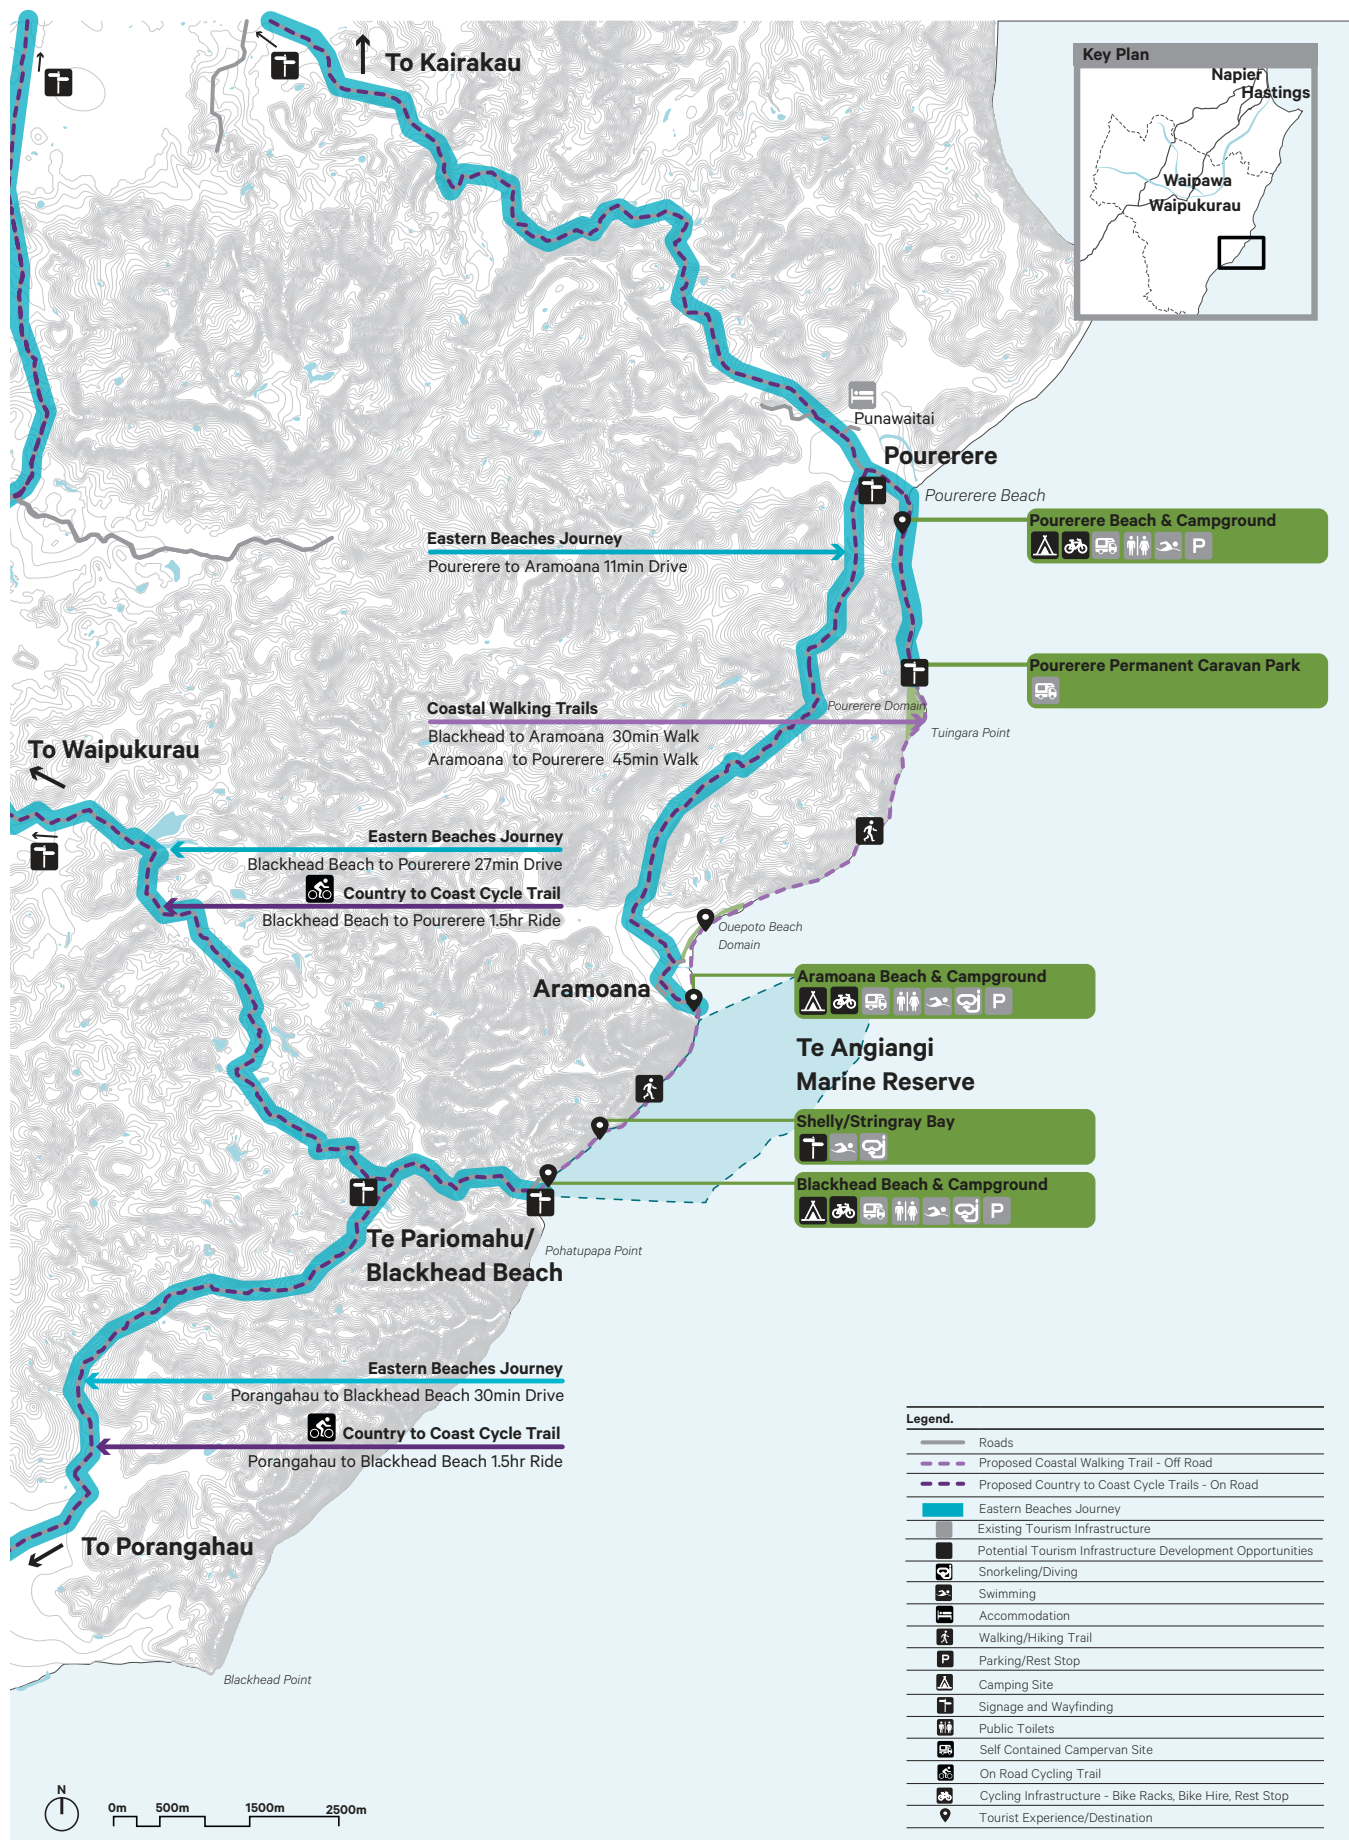 To Kairakau
Key Plan
Napier
Hastings
Waipawa
Waipukurau
Punawaitai
Pourerere
Pourerere Beach
Pourerere Beach & Campground
P
Eastern Beaches Journey
Pourerere to Aramoana 11min Drive
Pourerere Permanent Caravan Park
Coastal Walking Trails
Blackhead to Aramoana 30min Walk
Aramoana to Pourerere 45min Walk
Pourerere Domain
Tuingara Point
To Waipukurau
Eastern Beaches Journey
Blackhead Beach to Pourerere 27min Drive
Country to Coast Cycle Trail
Blackhead Beach to Pourerere 1.5hr Ride
Ouepoto Beach
Domain
Aramoana
Aramoana Beach & Campground
P
Te Angiangi
Marine Reserve
Shelly/Stringray Bay
Blackhead Beach & Campground
P
Te Pariomahu/
Blackhead Beach
Pohatupapa Point
Eastern Beaches Journey
Porangahau to Blackhead Beach 30min Drive
Country to Coast Cycle Trail
Porangahau to Blackhead Beach 1.5hr Ride
To Porangahau
Blackhead Point
Legend.
Roads
Proposed Coastal Walking Trail - Off Road
Proposed Country to Coast Cycle Trails - On Road
Eastern Beaches Journey
Existing Tourism Infrastructure
Potential Tourism Infrastructure Development Opportunities
Snorkeling/Diving
Swimming
Accommodation
Walking/Hiking Trail
P Parking/Rest Stop
Camping Site
Signage and Wayfinding
Public Toilets
Self Contained Campervan Site
On Road Cycling Trail
Cycling Infrastructure - Bike Racks, Bike Hire, Rest Stop
Tourist Experience/Destination
N
0m 500m 1500m 2500m